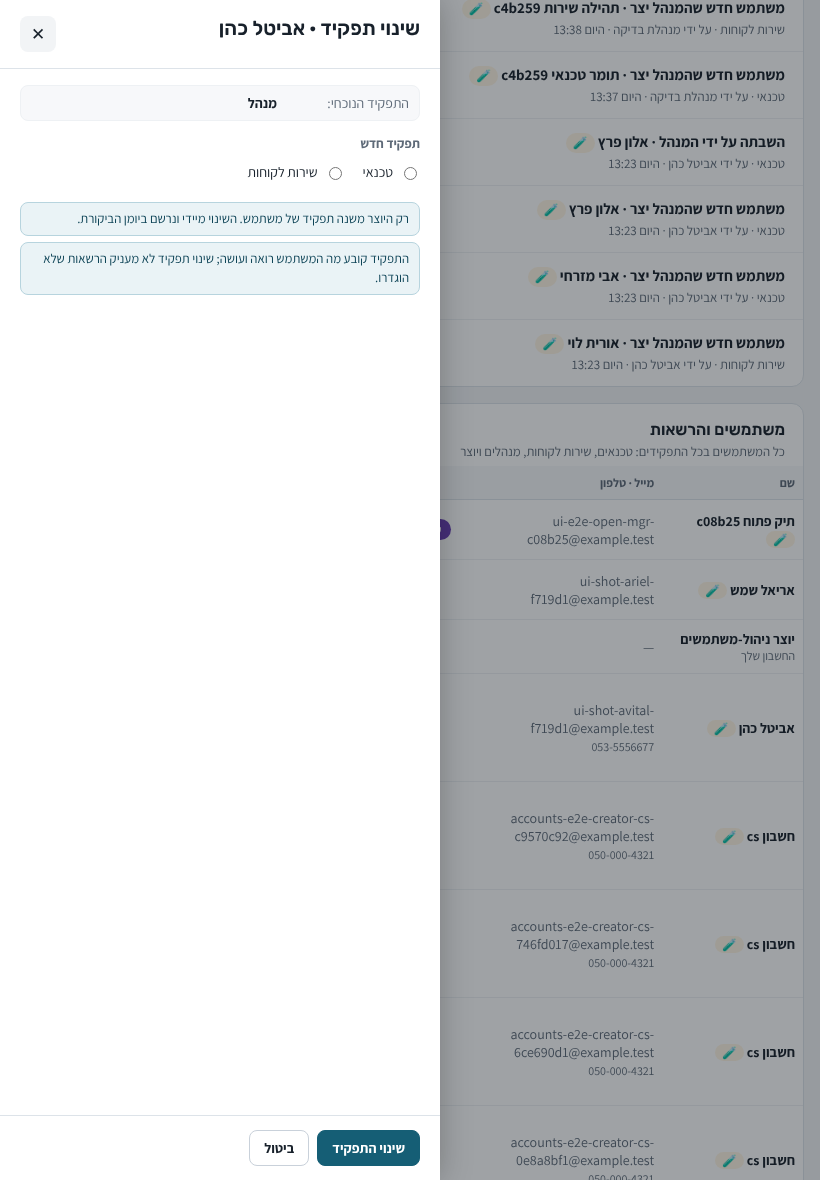 שינוי תפקיד • אביטל כהן
✕
התפקיד הנוכחי: מנהל
תפקיד חדש
טכנאי
שירות לקוחות
רק היוצר משנה תפקיד של משתמש. השינוי מיידי ונרשם ביומן הביקורת.
התפקיד קובע מה המשתמש רואה ועושה; שינוי תפקיד לא מעניק הרשאות שלא
הוגדרו.
שינוי התפקיד
ביטול
משתמש חדש שהמנהל יצר · תהילה שירות c4b259
שירות לקוחות · על ידי מנהלת בדיקה · היום 13:38
משתמש חדש שהמנהל יצר · תומר טכנאי c4b259
טכנאי · על ידי מנהלת בדיקה · היום 13:37
השבתה על ידי המנהל · אלון פרץ
טכנאי · על ידי אביטל כהן · היום 13:23
משתמש חדש שהמנהל יצר · אלון פרץ
טכנאי · על ידי אביטל כהן · היום 13:23
משתמש חדש שהמנהל יצר · אבי מזרחי
טכנאי · על ידי אביטל כהן · היום 13:23
משתמש חדש שהמנהל יצר · אורית לוי
שירות לקוחות · על ידי אביטל כהן · היום 13:23
משתמשים והרשאות
כל המשתמשים בכל התפקידים: טכנאים, שירות לקוחות, מנהלים ויוצר
שם
מייל · טלפון
תיק פתוח c08b25
ui-e2e-open-mgr-
c08b25@example.test
אריאל שמש
ui-shot-ariel-
f719d1@example.test
יוצר ניהול-משתמשים
החשבון שלך
—
אביטל כהן
ui-shot-avital-
f719d1@example.test
053-5556677
חשבון cs
accounts-e2e-creator-cs-
c9570c92@example.test
050-000-4321
חשבון cs
accounts-e2e-creator-cs-
746fd017@example.test
050-000-4321
חשבון cs
accounts-e2e-creator-cs-
6ce690d1@example.test
050-000-4321
חשבון cs
accounts-e2e-creator-cs-
0e8a8bf1@example.test
050-000-4321